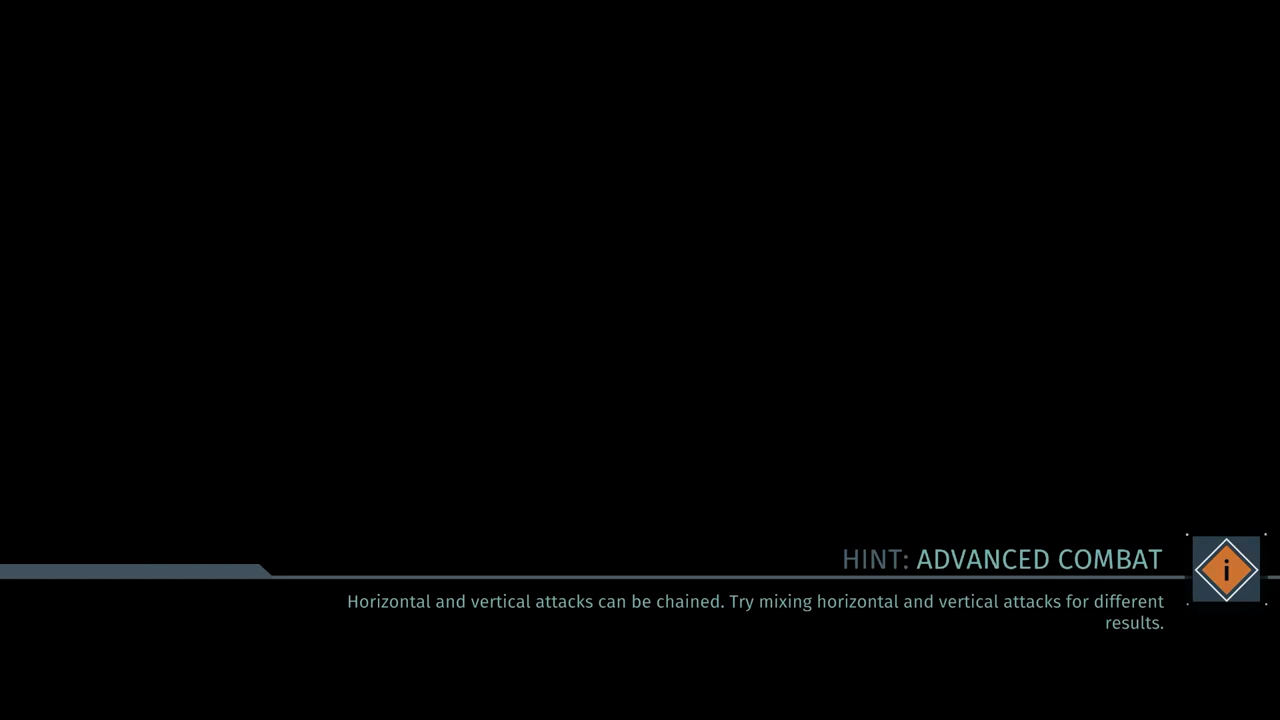 HINT: ADVANCED COMBAT
i
Horizontal and vertical attacks can be chained. Try mixing horizontal and vertical attacks for different
results.